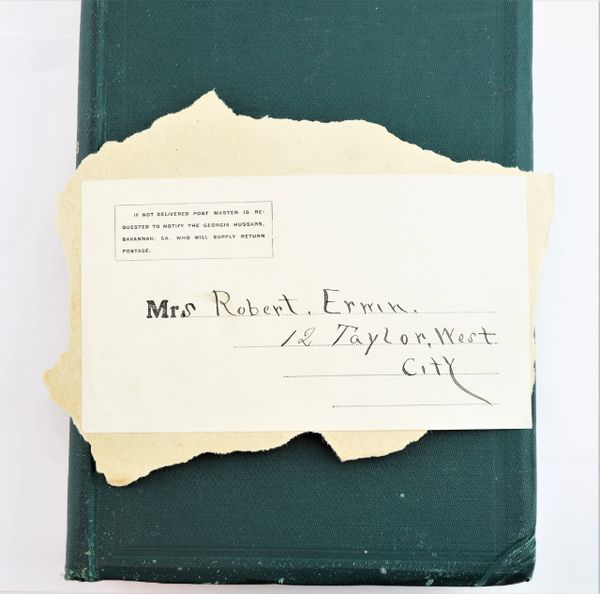 IF NOT DELIVERED POST MASTER IS RE-
QUESTED TO NOTIFY THE GEORGIA HUSSARS,
SAVANNAH, GA. WHO WILL SUPPLY RETURN
POSTAGE.
Mrs Robert. Erwin.
12 Taylor, West
City